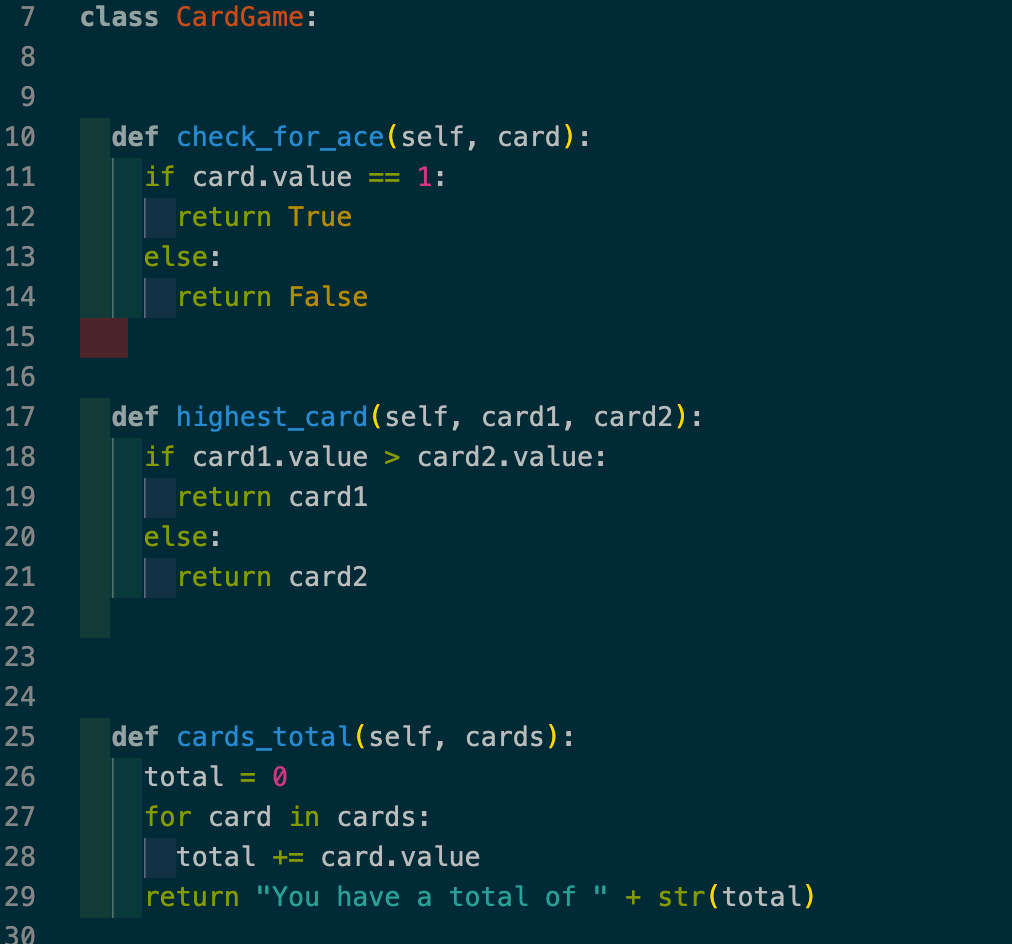 7 class CardGame:
8
9
10 def check_for_ace(self, card):
11 if card.value == 1:
12 return True
13 else:
14 return False
15
16
17 def highest_card(self, card1, card2):
18 if card1.value > card2.value:
19 return card1
20 else:
21 return card2
22
23
24
25 def cards_total(self, cards):
26 total = 0
27 for card in cards:
28 total += card.value
29 return "You have a total of " + str(total)
30